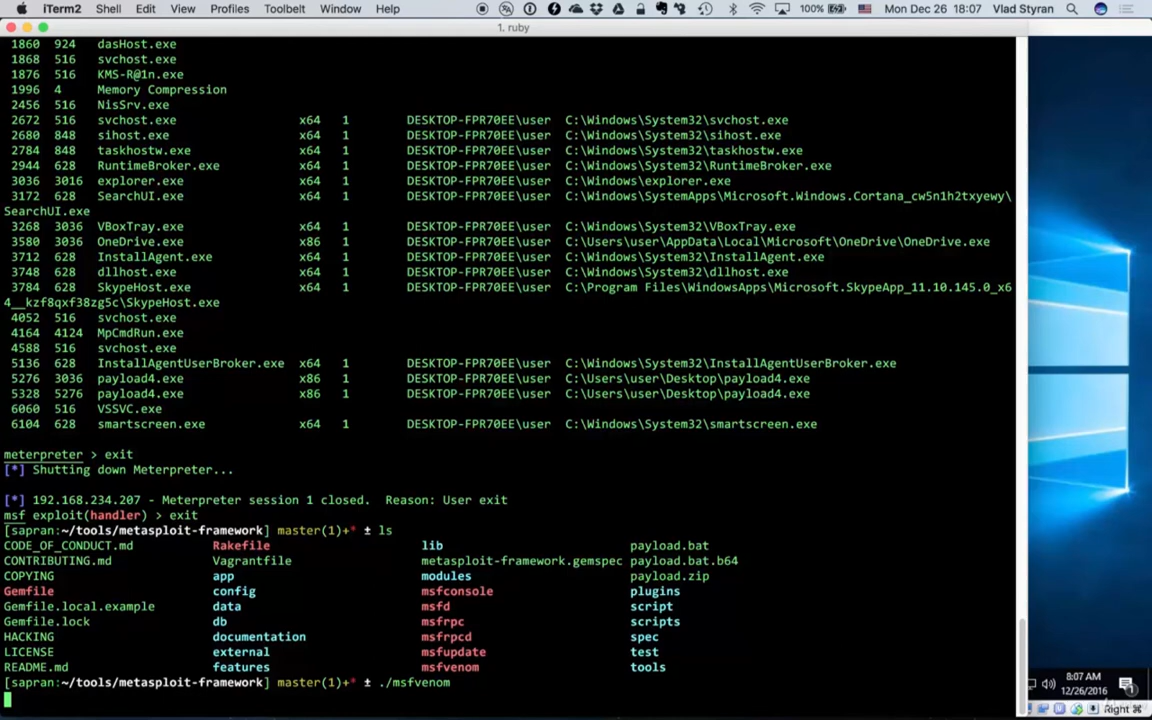 iTerm2 Shell Edit View Profiles Toolbelt Window Help 100% Mon Dec 26 18:07 Vlad Styran
1. ruby
1860 924 dasHost.exe
1868 516 svchost.exe
1876 516 KMS-R@1n.exe
1996 4 Memory Compression
2456 516 NisSrv.exe
2672 516 svchost.exe x64 1 DESKTOP-FPR70EE\user C:\Windows\System32\svchost.exe
2680 848 sihost.exe x64 1 DESKTOP-FPR70EE\user C:\Windows\System32\sihost.exe
2784 848 taskhostw.exe x64 1 DESKTOP-FPR70EE\user C:\Windows\System32\taskhostw.exe
2944 628 RuntimeBroker.exe x64 1 DESKTOP-FPR70EE\user C:\Windows\System32\RuntimeBroker.exe
3036 3016 explorer.exe x64 1 DESKTOP-FPR70EE\user C:\Windows\explorer.exe
3172 628 SearchUI.exe x64 1 DESKTOP-FPR70EE\user C:\Windows\SystemApps\Microsoft.Windows.Cortana_cw5n1h2txyewy\
SearchUI.exe
3268 3036 VBoxTray.exe x64 1 DESKTOP-FPR70EE\user C:\Windows\System32\VBoxTray.exe
3580 3036 OneDrive.exe x86 1 DESKTOP-FPR70EE\user C:\Users\user\AppData\Local\Microsoft\OneDrive\OneDrive.exe
3712 628 InstallAgent.exe x64 1 DESKTOP-FPR70EE\user C:\Windows\System32\InstallAgent.exe
3748 628 dllhost.exe x64 1 DESKTOP-FPR70EE\user C:\Windows\System32\dllhost.exe
3784 628 SkypeHost.exe x64 1 DESKTOP-FPR70EE\user C:\Program Files\WindowsApps\Microsoft.SkypeApp_11.10.145.0_x6
4__kzf8qxf38zg5c\SkypeHost.exe
4052 516 svchost.exe
4164 4124 MpCmdRun.exe
4588 516 svchost.exe
5136 628 InstallAgentUserBroker.exe x64 1 DESKTOP-FPR70EE\user C:\Windows\System32\InstallAgentUserBroker.exe
5276 3036 payload4.exe x86 1 DESKTOP-FPR70EE\user C:\Users\user\Desktop\payload4.exe
5328 5276 payload4.exe x86 1 DESKTOP-FPR70EE\user C:\Users\user\Desktop\payload4.exe
6060 516 VSSVC.exe
6104 628 smartscreen.exe x64 1 DESKTOP-FPR70EE\user C:\Windows\System32\smartscreen.exe
meterpreter > exit
[*] Shutting down Meterpreter...
[*] 192.168.234.207 - Meterpreter session 1 closed. Reason: User exit
msf exploit(handler) > exit
[sapran:~/tools/metasploit-framework] master(1)+* ± ls
CODE_OF_CONDUCT.md Rakefile lib payload.bat
CONTRIBUTING.md Vagrantfile metasploit-framework.gemspec payload.bat.b64
COPYING app modules payload.zip
Gemfile config msfconsole plugins
Gemfile.local.example data msfd script
Gemfile.lock db msfrpc scripts
HACKING documentation msfrpcd spec
LICENSE external msfupdate test
README.md features msfvenom tools
[sapran:~/tools/metasploit-framework] master(1)+* ± ./msfvenom
8:07 AM
12/26/2016
Right ⌘